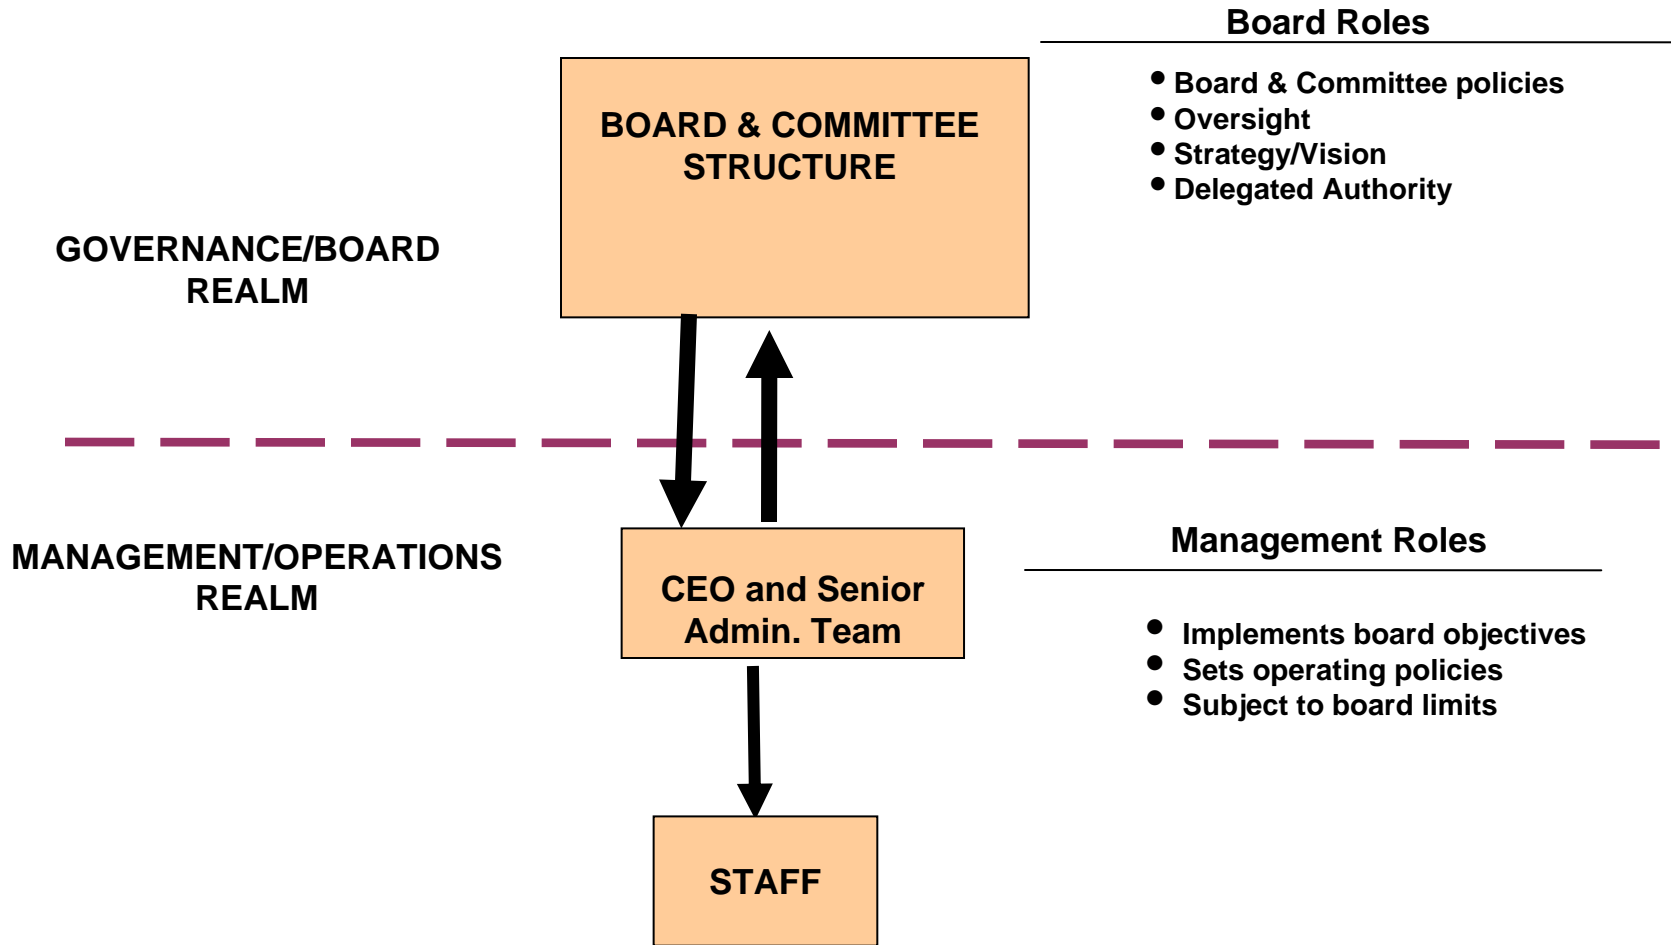 Board Roles
BOARD & COMMITTEE
STRUCTURE
• Board & Committee policies
• Oversight
• Strategy/Vision
• Delegated Authority
GOVERNANCE/BOARD
REALM
MANAGEMENT/OPERATIONS
REALM
CEO and Senior
Admin. Team
Management Roles
• Implements board objectives
• Sets operating policies
• Subject to board limits
STAFF